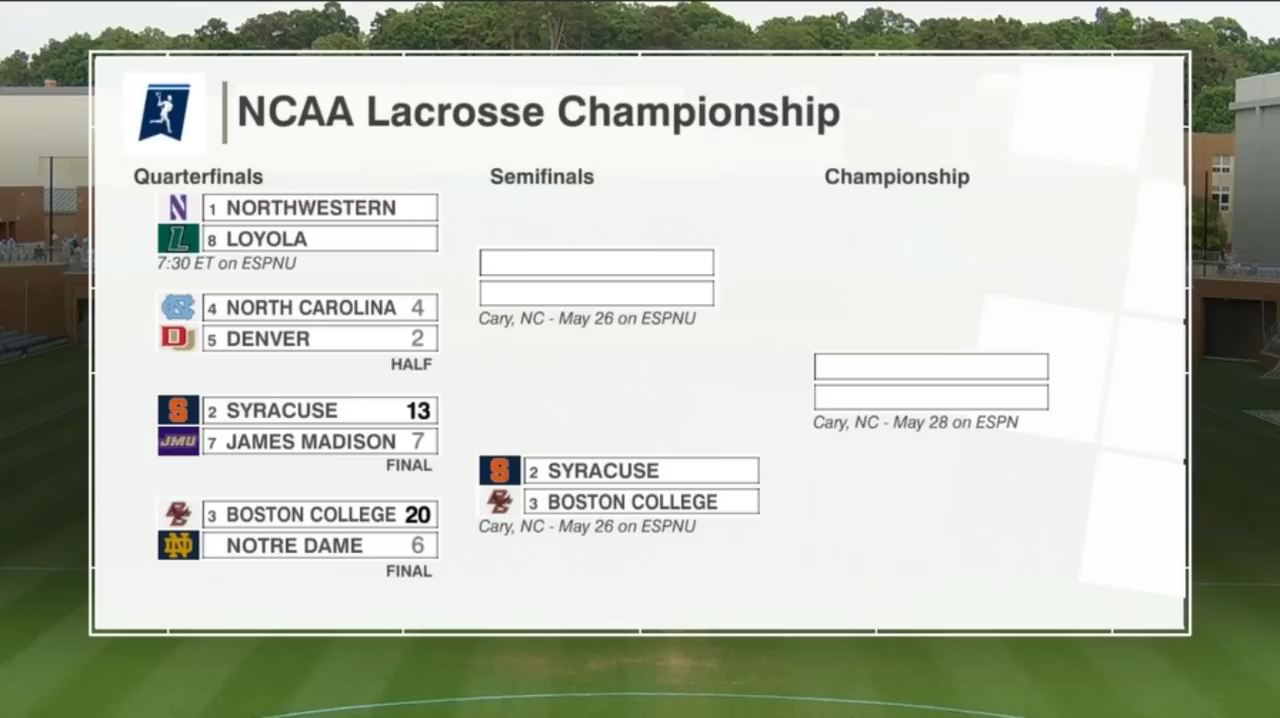 NCAA Lacrosse Championship
Quarterfinals
N 1 NORTHWESTERN
L 8 LOYOLA
7:30 ET on ESPNU
NC 4 NORTH CAROLINA 4
D 5 DENVER 2
HALF
S 2 SYRACUSE 13
JMU 7 JAMES MADISON 7
FINAL
BC 3 BOSTON COLLEGE 20
ND NOTRE DAME 6
FINAL
Semifinals
Cary, NC - May 26 on ESPNU
S 2 SYRACUSE
BC 3 BOSTON COLLEGE
Cary, NC - May 26 on ESPNU
Championship
Cary, NC - May 28 on ESPN